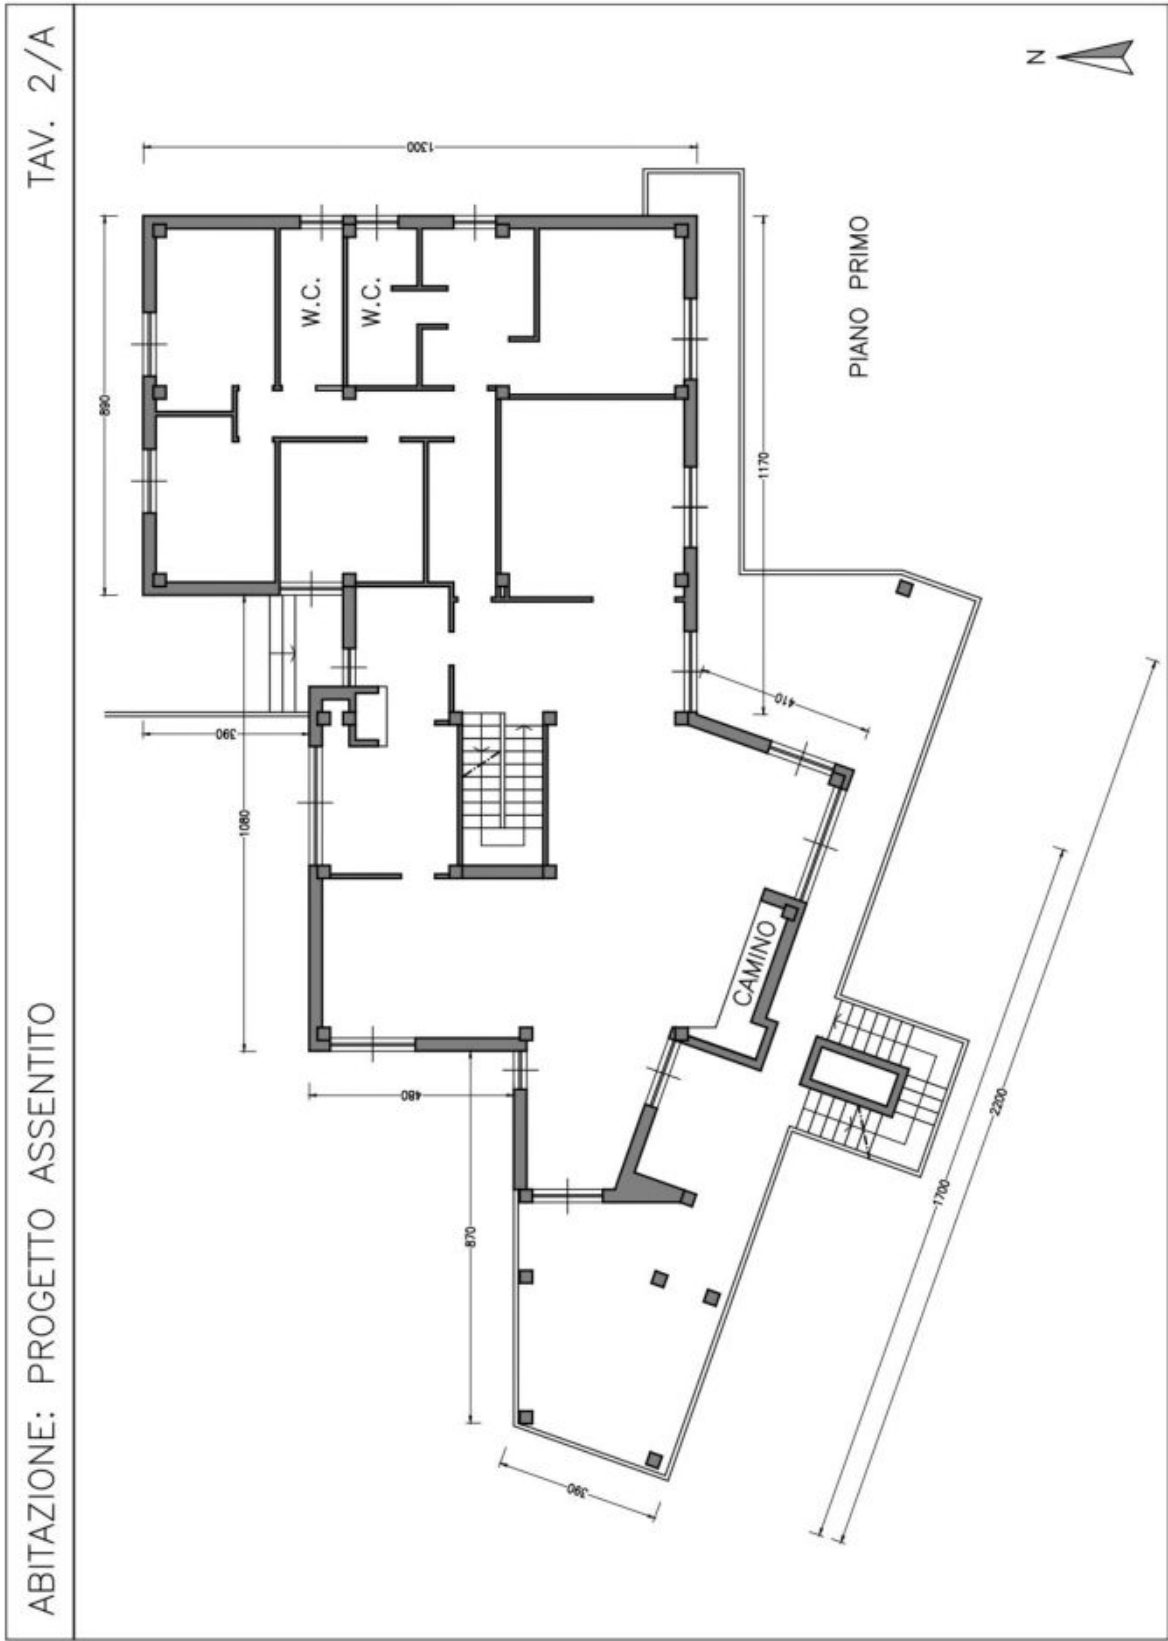 ABITAZIONE: PROGETTO ASSENTITO
TAV. 2/A
N
1300
890
W.C.
W.C.
PIANO PRIMO
1170
390
410
1080
CAMINO
480
870
2200
1700
390